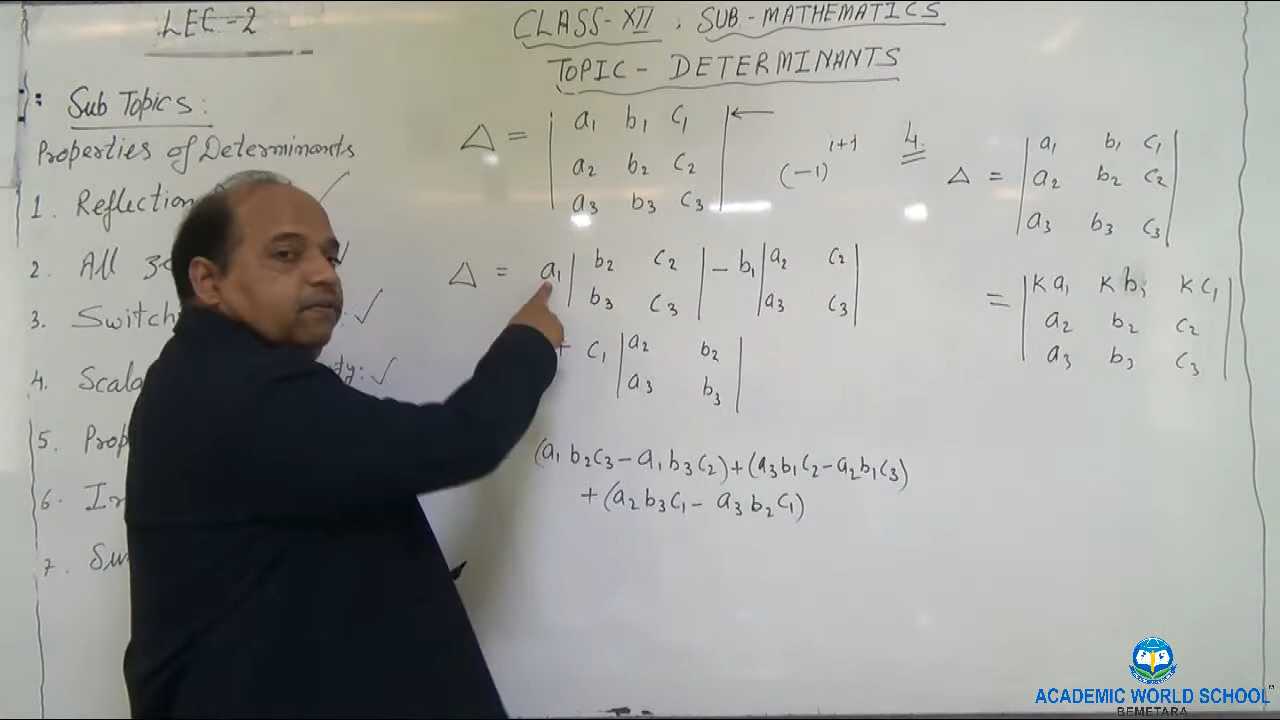 LEC-2
CLASS-XII, SUB.-MATHEMATICS
TOPIC- DETERMINANTS
Sub Topics:
Properties of Determinants
1. Reflection ✓
2. All
3. Switchi ✓
4. Scala ty: ✓
5. Prop
6. In
7.
Δ = | a₁ b₁ c₁ | ←
| a₂ b₂ c₂ |
| a₃ b₃ c₃ |
(-1)^(i+1)
Δ = a₁ | b₂ c₂ | - b₁ | a₂ c₂ |
| b₃ c₃ | | a₃ c₃ |
+ c₁ | a₂ b₂ |
| a₃ b₃ |
(a₁b₂c₃ - a₁b₃c₂) + (a₃b₁c₂ - a₂b₁c₃)
+ (a₂b₃c₁ - a₃b₂c₁)
4.
Δ = | a₁ b₁ c₁ |
| a₂ b₂ c₂ |
| a₃ b₃ c₃ |
= | Ka₁ Kb₁ Kc₁ |
| a₂ b₂ c₂ |
| a₃ b₃ c₃ |
ACADEMIC WORLD SCHOOL™
BEMETARA